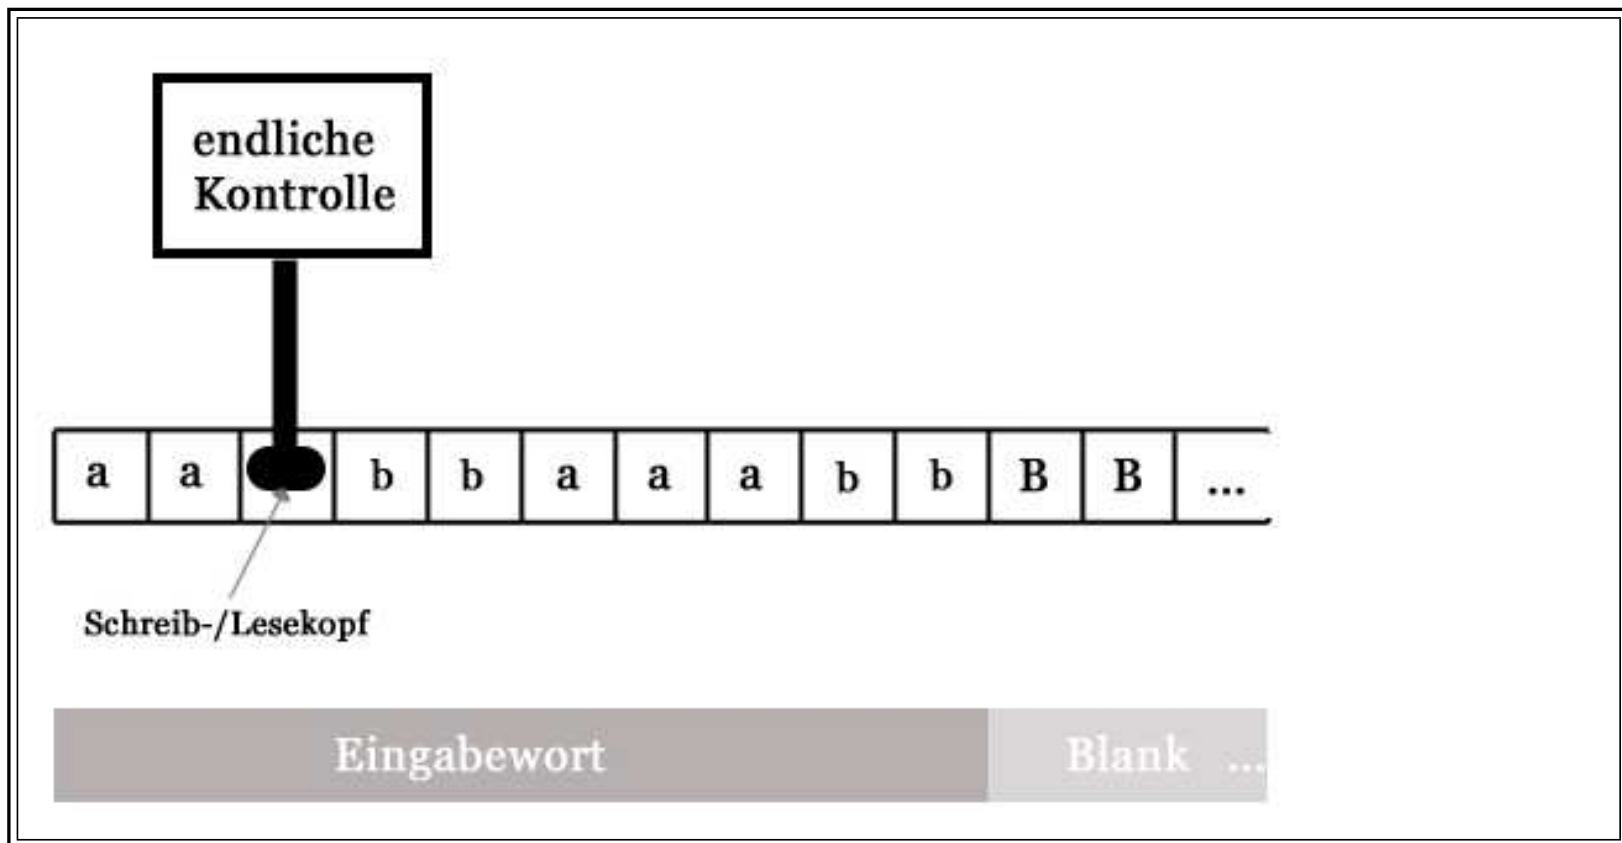 endliche
Kontrolle
a a b b a a a b b B B ...
Schreib-/Lesekopf
Eingabewort Blank ...